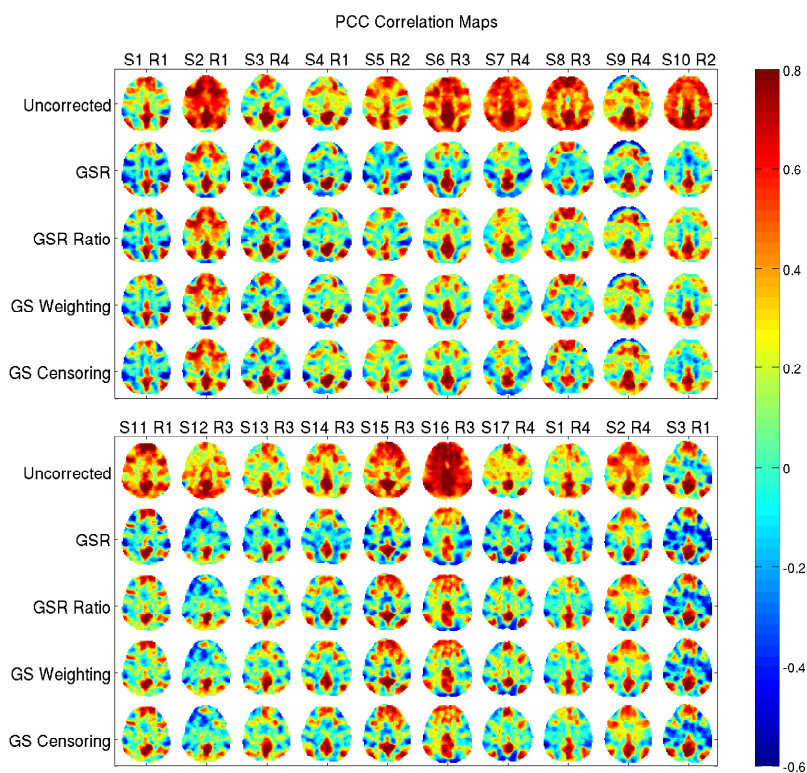 PCC Correlation Maps
S1 R1 S2 R1 S3 R4 S4 R1 S5 R2 S6 R3 S7 R4 S8 R3 S9 R4 S10 R2
Uncorrected
GSR
GSR Ratio
GS Weighting
GS Censoring
S11 R1 S12 R3 S13 R3 S14 R3 S15 R3 S16 R3 S17 R4 S1 R4 S2 R4 S3 R1
Uncorrected
GSR
GSR Ratio
GS Weighting
GS Censoring
0.8
0.6
0.4
0.2
0
-0.2
-0.4
-0.6